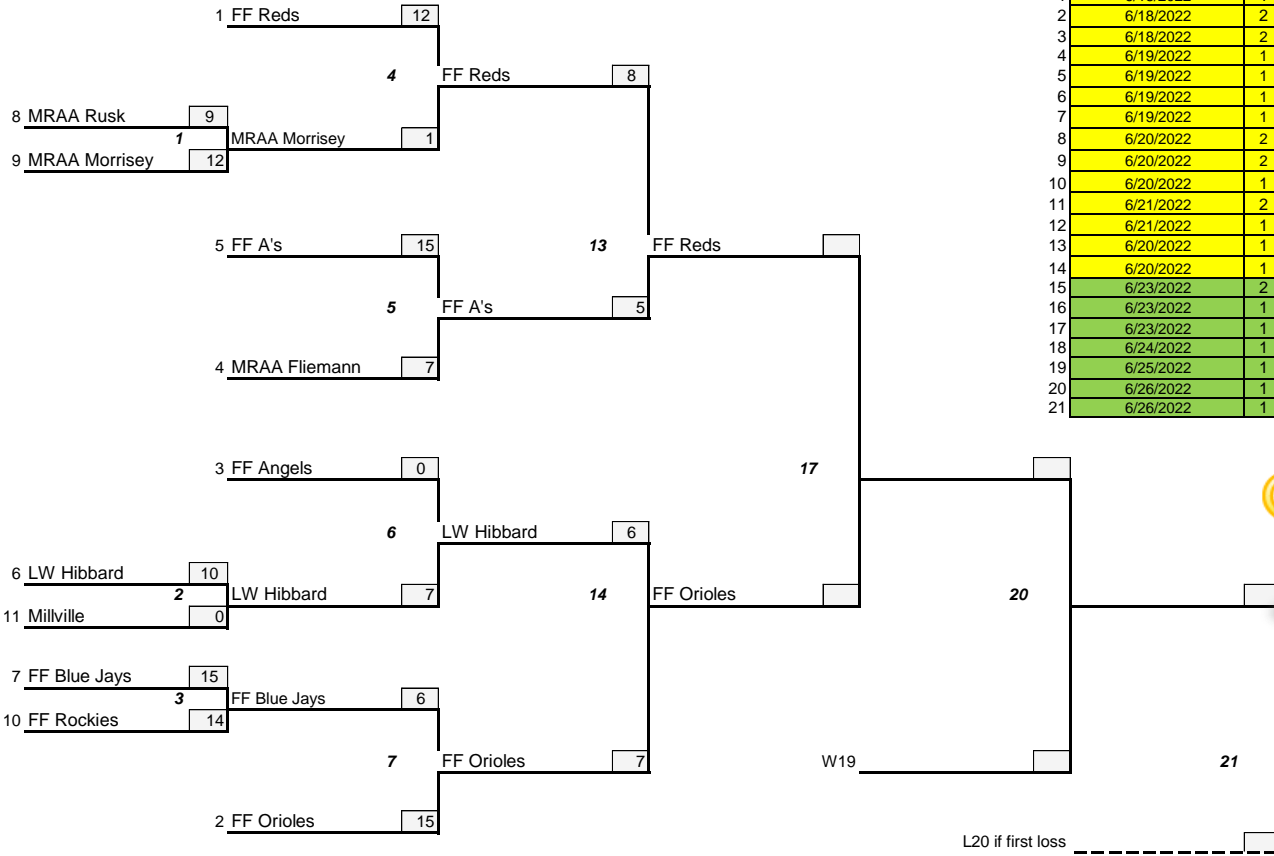 1 FF Reds 12
2 6/18/2022 2
3 6/18/2022 2
4 6/19/2022 1
4 FF Reds 8
5 6/19/2022 1
6 6/19/2022 1
8 MRAA Rusk 9
7 6/19/2022 1
1 MRAA Morrisey 1
8 6/20/2022 2
9 MRAA Morrisey 12
9 6/20/2022 2
10 6/20/2022 1
11 6/21/2022 2
12 6/21/2022 1
5 FF A's 15
13 FF Reds
13 6/20/2022 1
14 6/20/2022 1
15 6/23/2022 2
5 FF A's 5
16 6/23/2022 1
17 6/23/2022 1
18 6/24/2022 1
4 MRAA Fliemann 7
19 6/25/2022 1
20 6/26/2022 1
21 6/26/2022 1
3 FF Angels 0
17
6 LW Hibbard 6
6 LW Hibbard 10
2 LW Hibbard 7
14 FF Orioles
20
11 Millville 0
7 FF Blue Jays 15
3 FF Blue Jays 6
10 FF Rockies 14
7 FF Orioles 7
W19
21
2 FF Orioles 15
L20 if first loss